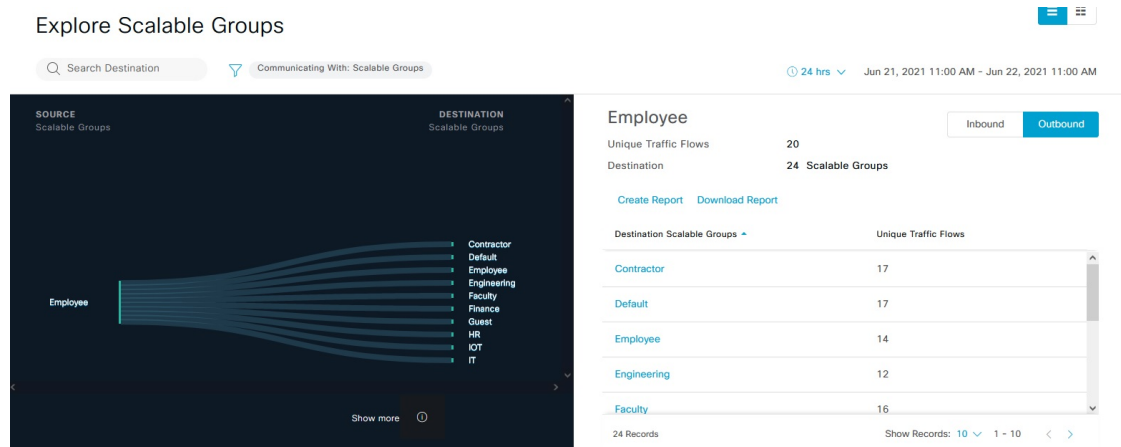 Explore Scalable Groups
Search Destination
Communicating With: Scalable Groups
24 hrs
Jun 21, 2021 11:00 AM - Jun 22, 2021 11:00 AM
SOURCE
Scalable Groups
DESTINATION
Scalable Groups
Employee
Contractor
Default
Employee
Engineering
Faculty
Finance
Guest
HR
IOT
IT
Show more
Employee
Inbound
Outbound
Unique Traffic Flows 20
Destination 24 Scalable Groups
Create Report Download Report
Destination Scalable Groups Unique Traffic Flows
Contractor 17
Default 17
Employee 14
Engineering 12
Faculty 16
24 Records Show Records: 10 1 - 10